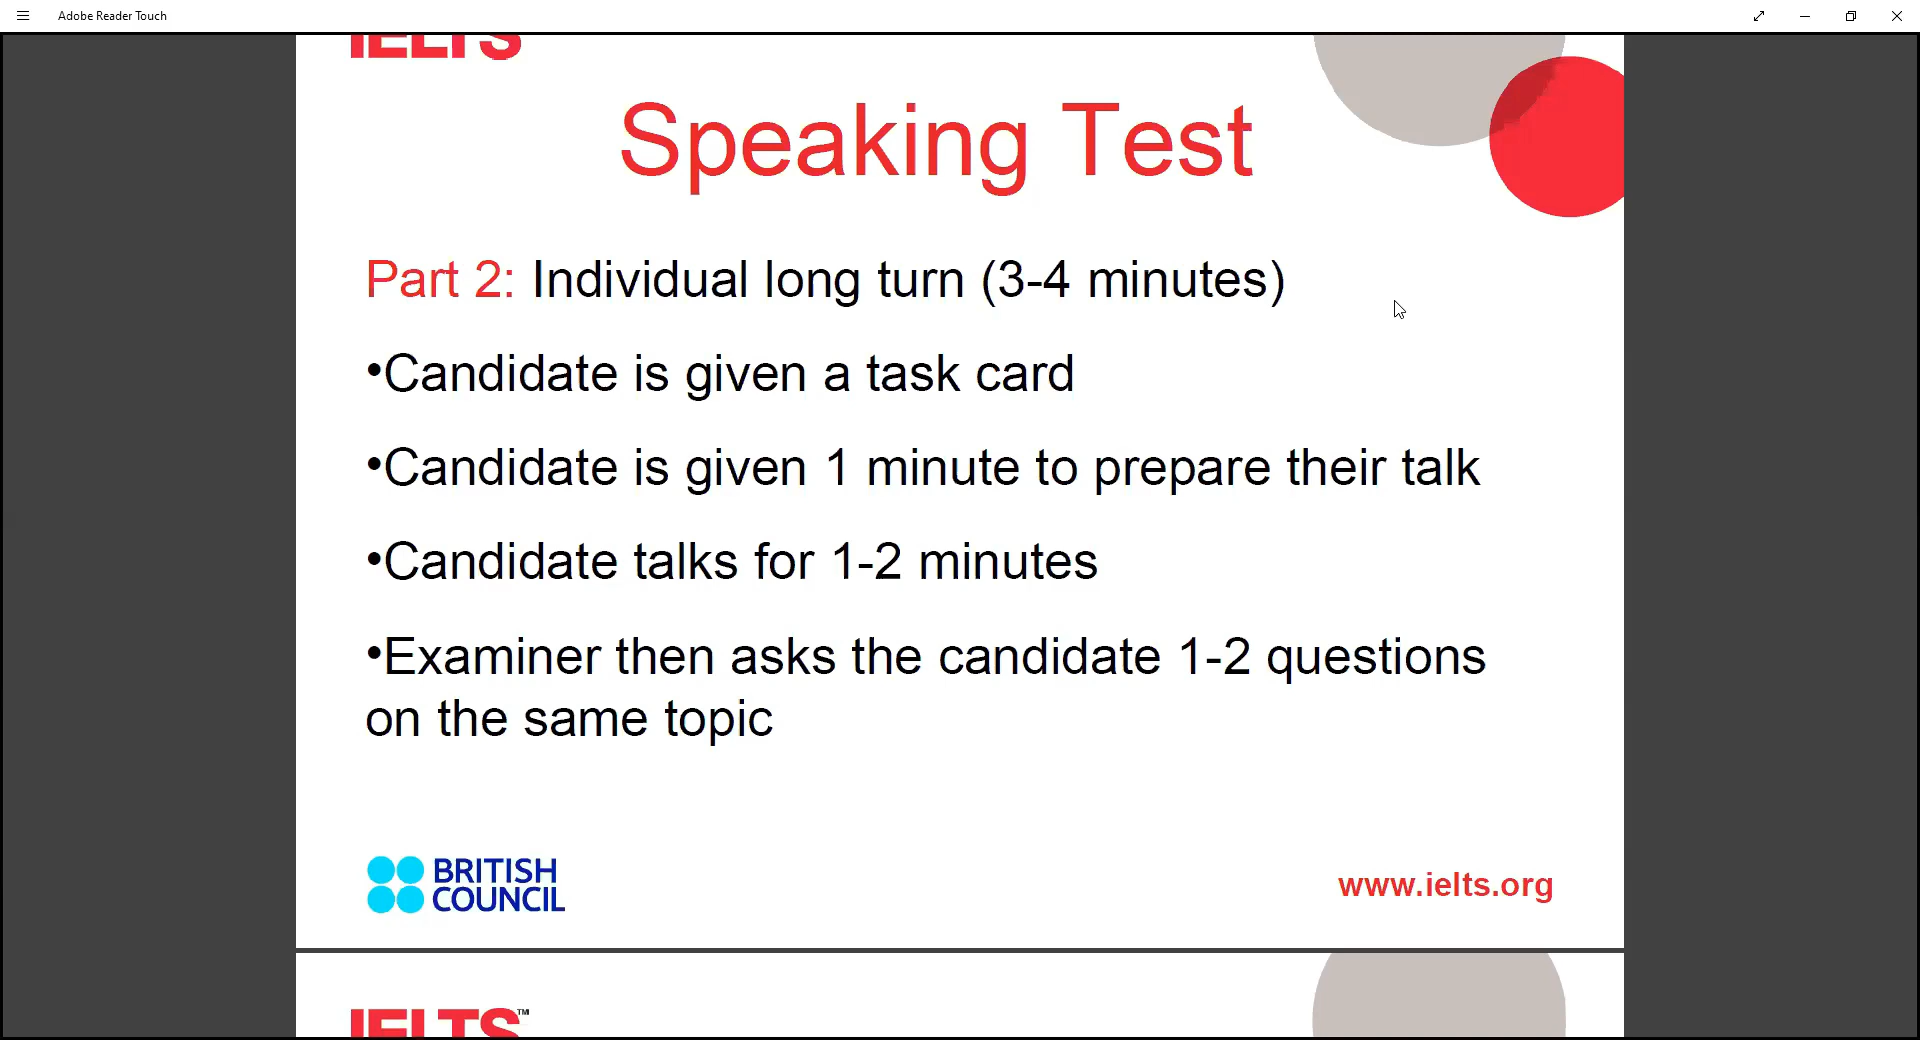 Adobe Reader Touch
IELTS
Speaking Test
Part 2: Individual long turn (3-4 minutes)
•Candidate is given a task card
•Candidate is given 1 minute to prepare their talk
•Candidate talks for 1-2 minutes
•Examiner then asks the candidate 1-2 questions
on the same topic
BRITISH
COUNCIL
www.ielts.org
IELTS™